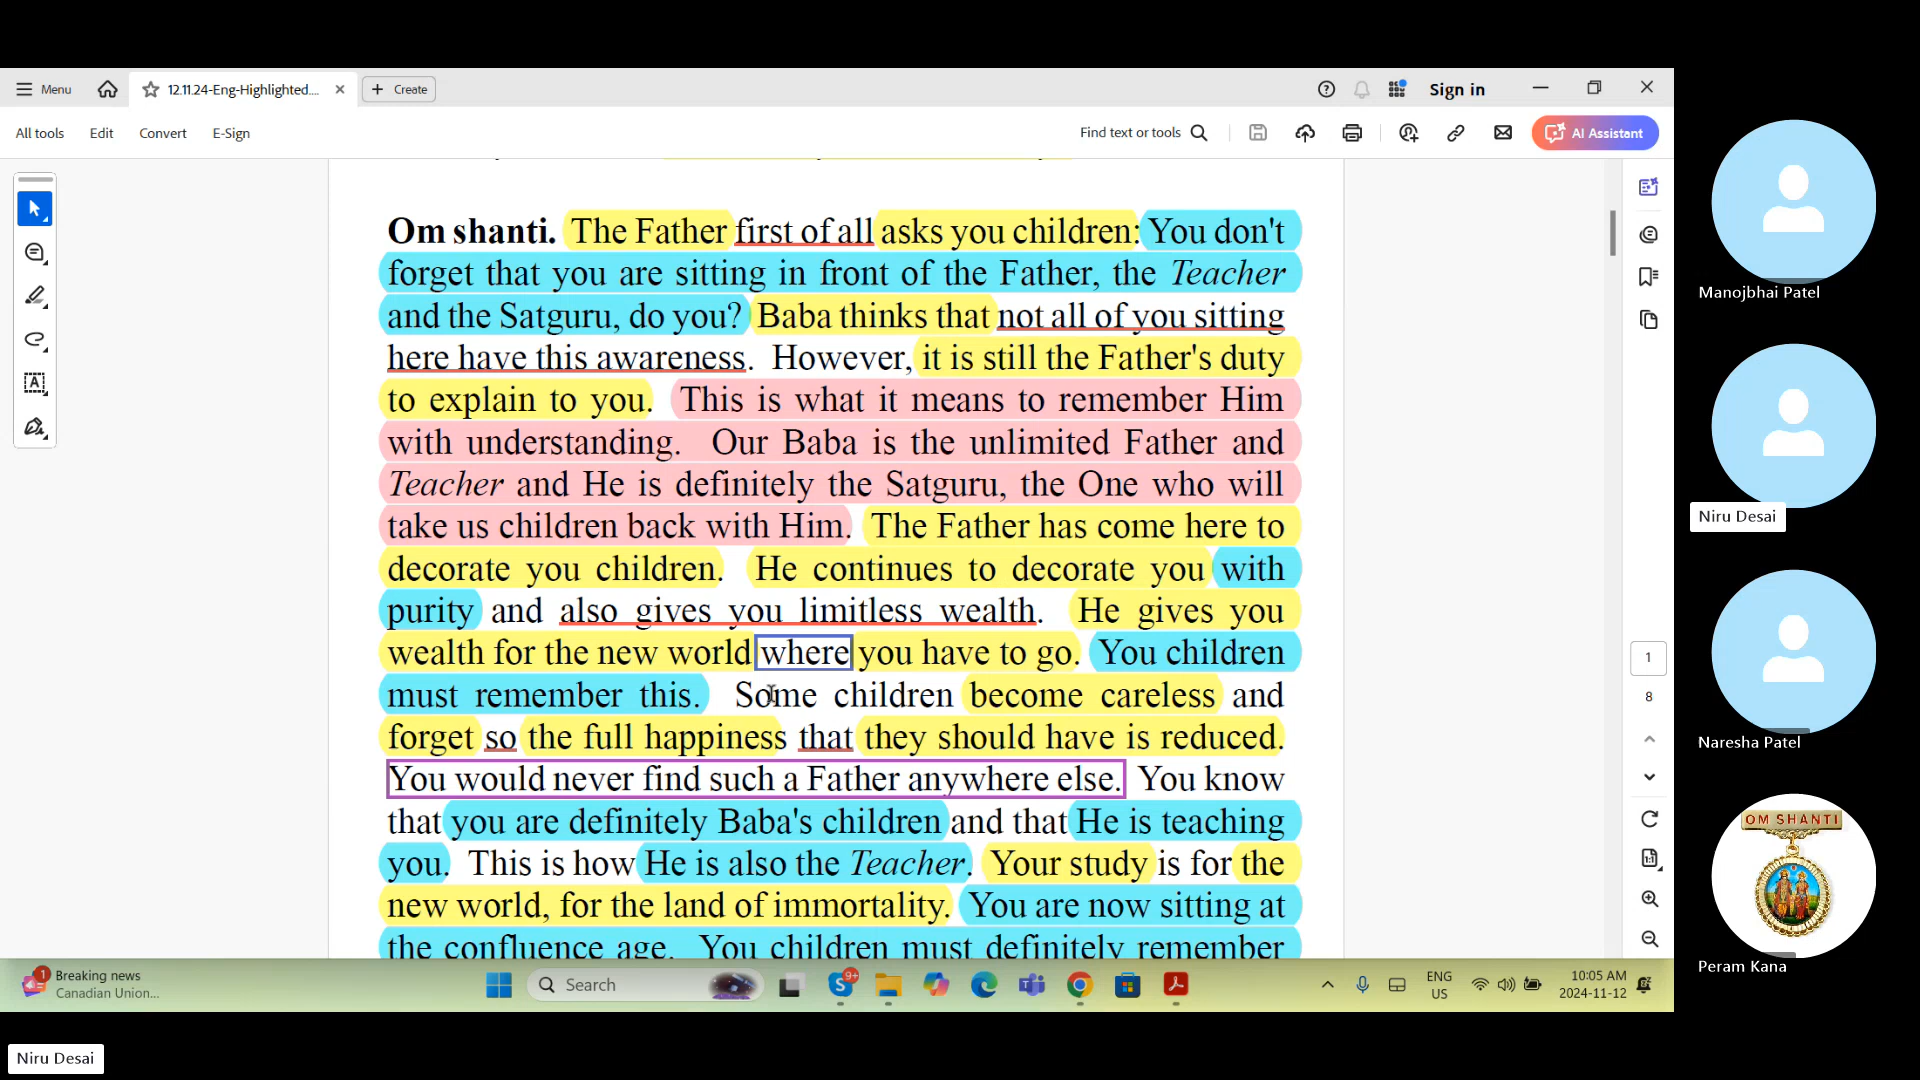 Menu
12.11.24-Eng-Highlighted....
Create
Sign in
All tools
Edit
Convert
E-Sign
Find text or tools
AI Assistant
Om shanti. The Father first of all asks you children: You don't
forget that you are sitting in front of the Father, the Teacher
and the Satguru, do you? Baba thinks that not all of you sitting
here have this awareness. However, it is still the Father's duty
to explain to you. This is what it means to remember Him
with understanding. Our Baba is the unlimited Father and
Teacher and He is definitely the Satguru, the One who will
take us children back with Him. The Father has come here to
decorate you children. He continues to decorate you with
purity and also gives you limitless wealth. He gives you
wealth for the new world where you have to go. You children
must remember this. Some children become careless and
forget so the full happiness that they should have is reduced.
You would never find such a Father anywhere else. You know
that you are definitely Baba's children and that He is teaching
you. This is how He is also the Teacher. Your study is for the
new world, for the land of immortality. You are now sitting at
the confluence age. You children must definitely remember
1
8
Manojbhai Patel
Niru Desai
Naresha Patel
OM SHANTI
Peram Kana
1
Breaking news
Canadian Union...
Search
9+
ENG
US
10:05 AM
2024-11-12
Niru Desai